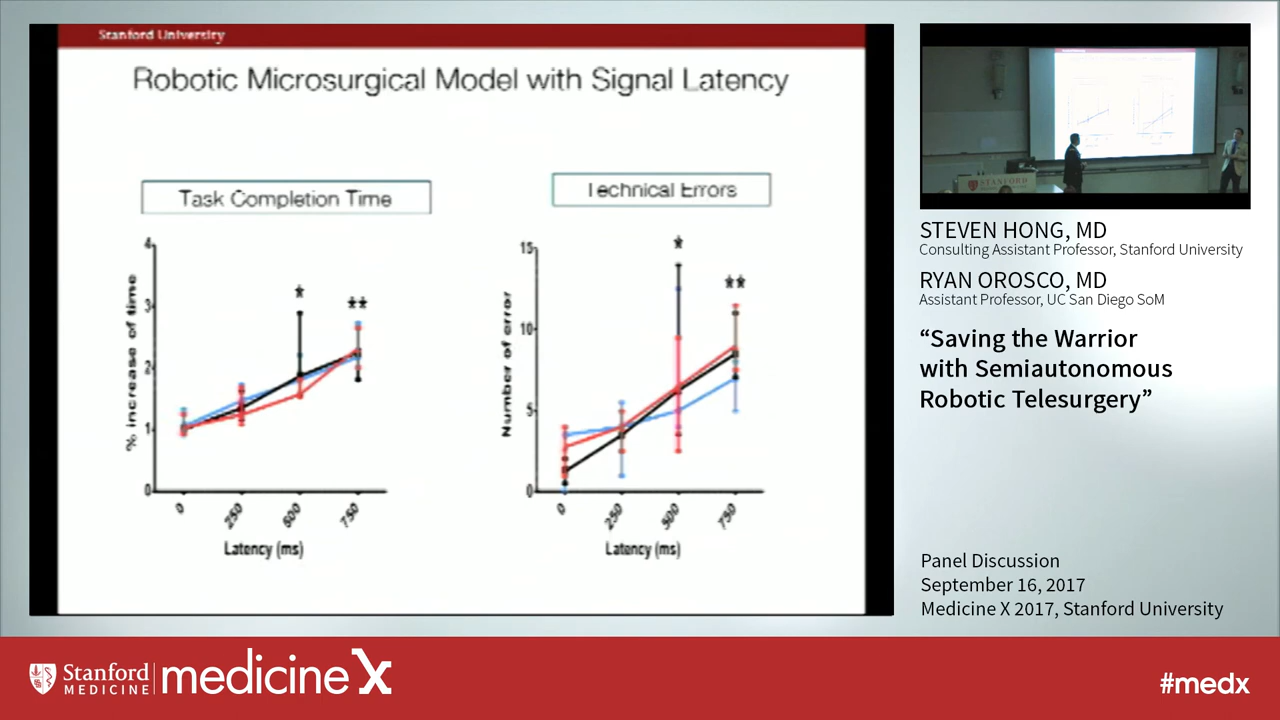 Stanford University
Robotic Microsurgical Model with Signal Latency
Task Completion Time
Technical Errors
% increase of time
4
3
2
1
0
0
250
600
750
Latency (ms)
*
**
Number of error
15
10
5
0
0
250
500
750
Latency (ms)
*
**
STANFORD
STEVEN HONG, MD
Consulting Assistant Professor, Stanford University
RYAN OROSCO, MD
Assistant Professor, UC San Diego SoM
“Saving the Warrior
with Semiautonomous
Robotic Telesurgery”
Panel Discussion
September 16, 2017
Medicine X 2017, Stanford University
Stanford
MEDICINE
medicine X
#medx